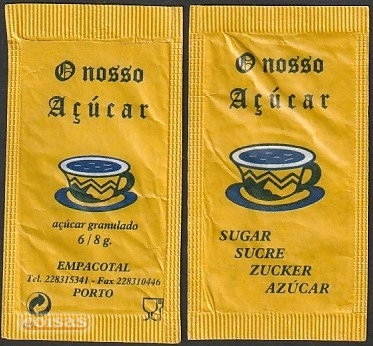 O nosso
Açúcar
açúcar granulado
6 / 8 g.
EMPACOTAL
Tel. 228315341 - Fax 228310446
PORTO
coisas
O nosso
Açúcar
SUGAR
SUCRE
ZUCKER
AZÚCAR